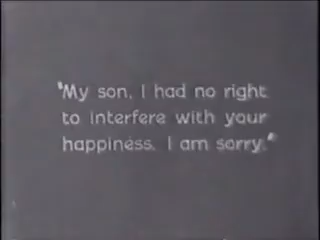 "My son, I had no right
to interfere with your
happiness. I am sorry."